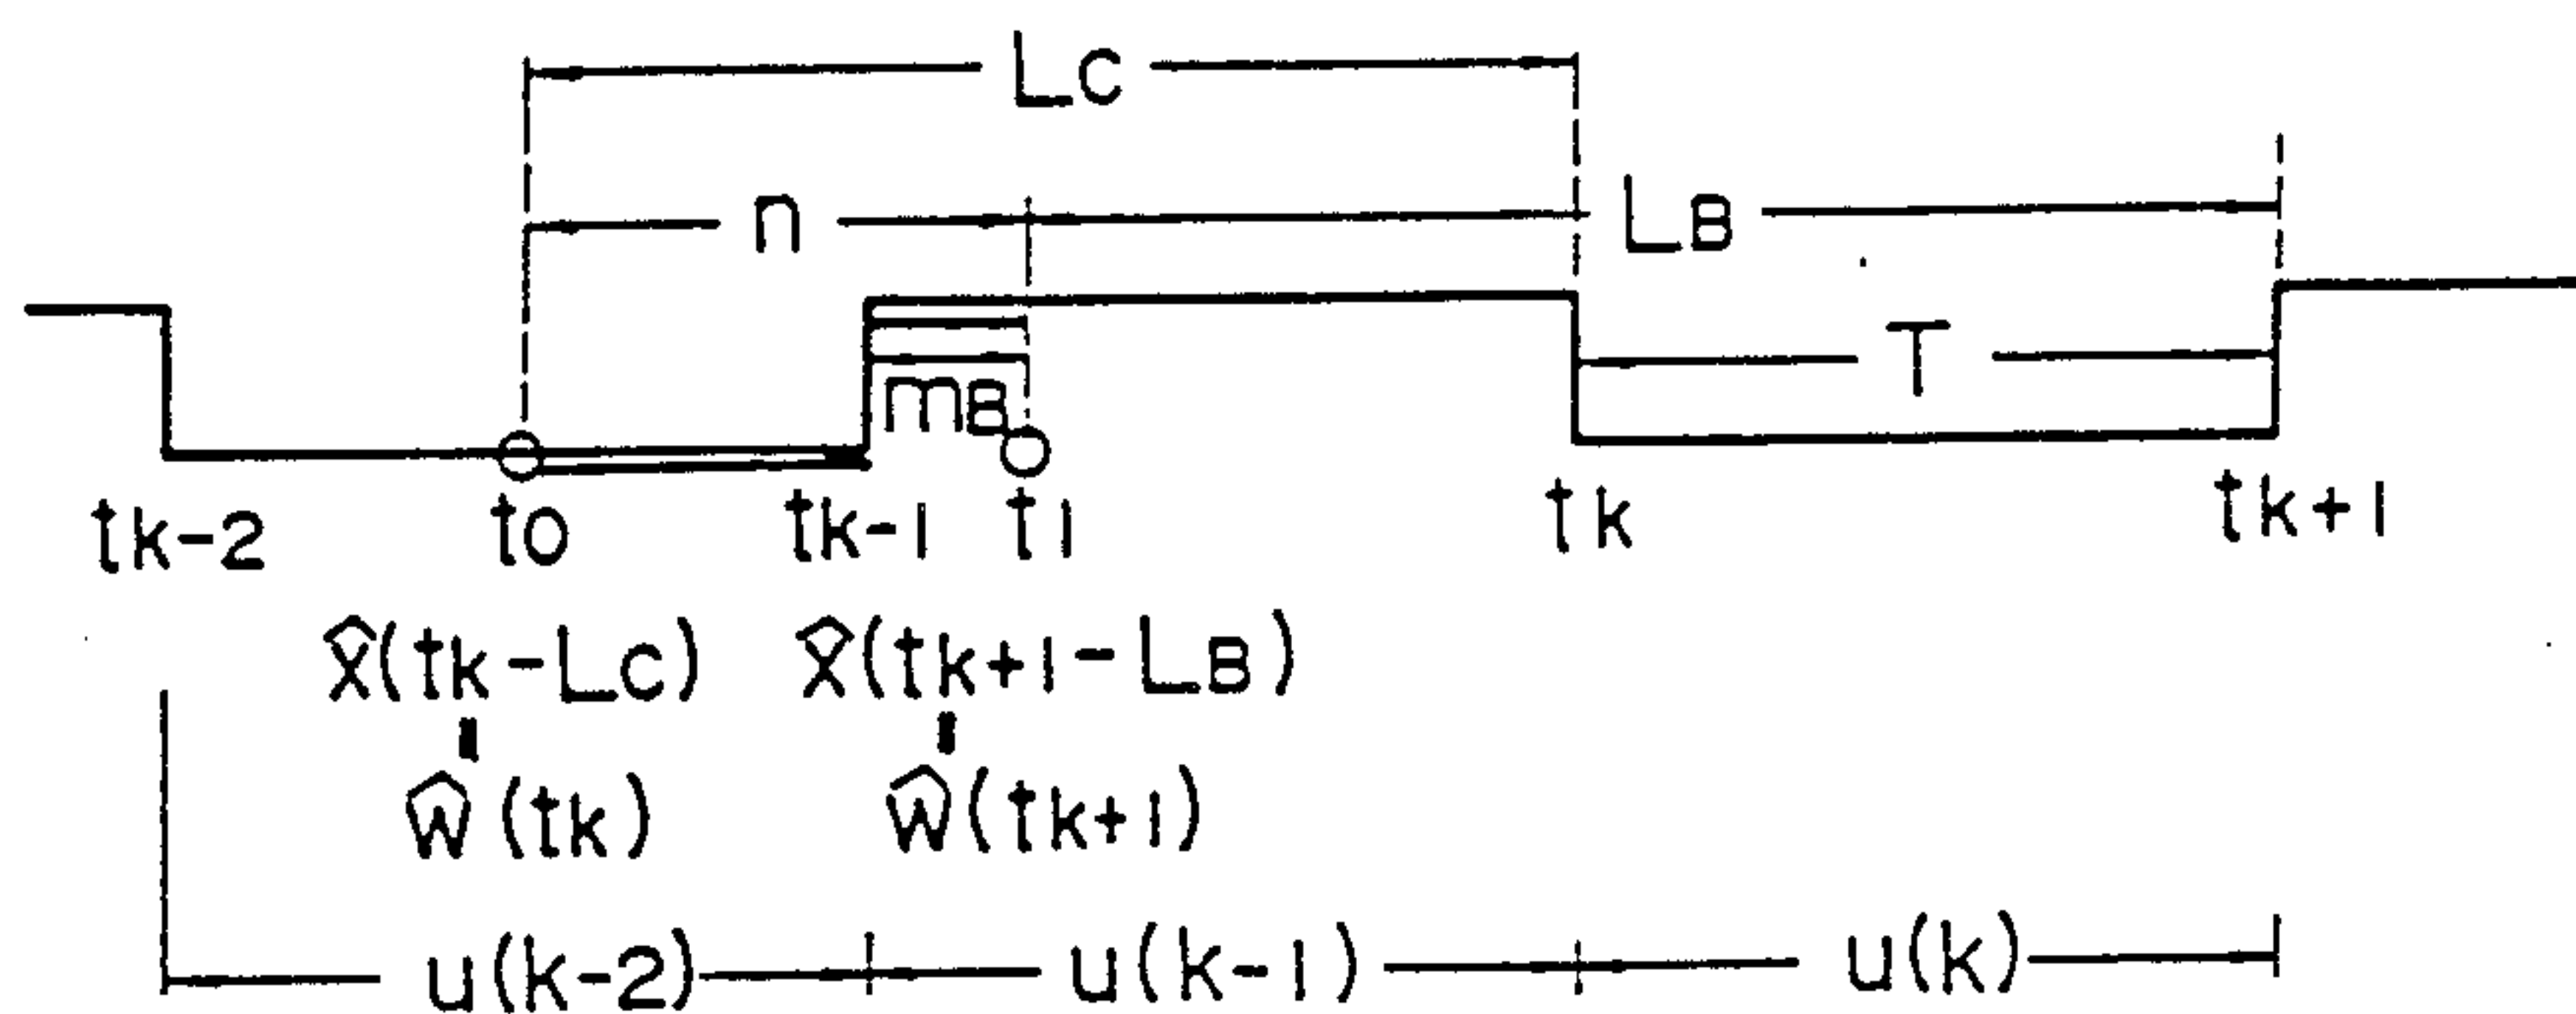 Lc
n LB
T
mB
tk-2 t0 tk-1 t1 tk tk+1
x̂(tk-Lc) x̂(tk+1-LB)
ŵ(tk) ŵ(tk+1)
u(k-2) u(k-1) u(k)